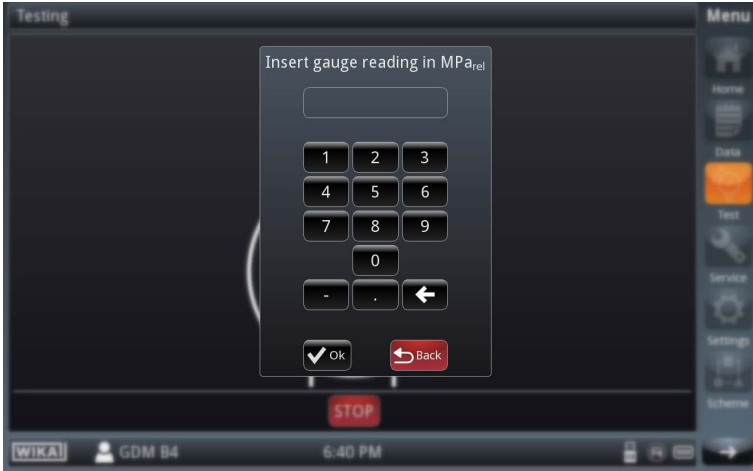 Testing
Menu
Insert gauge reading in MParel
Home
Data
1 2 3
4 5 6
7 8 9
0
- .
Test
Service
Settings
Ok Back
Scheme
STOP
WIKA GDM B4 6:40 PM